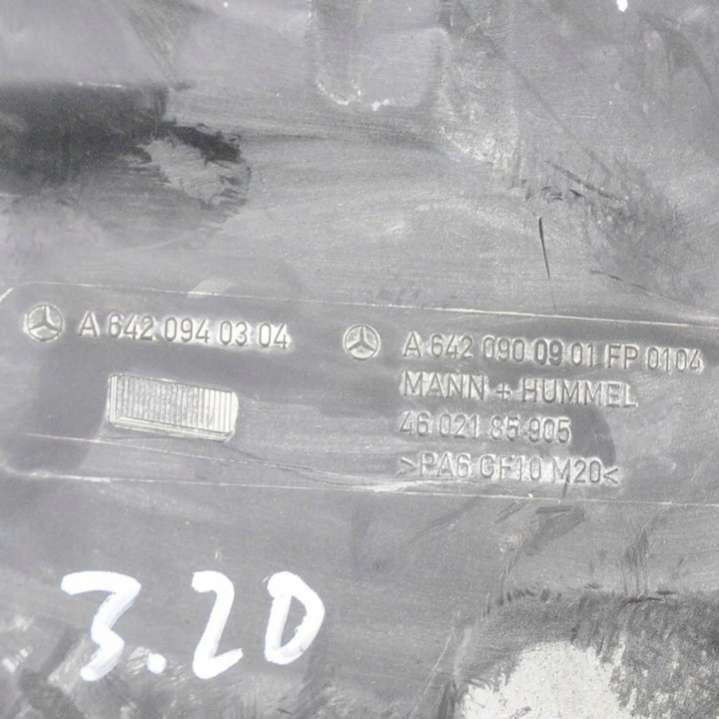 A 642 094 03 04
A 642 090 09 01 FP 0104
MANN + HUMMEL
46 021 85 905
>PA6 GF10 M20<
3.2D